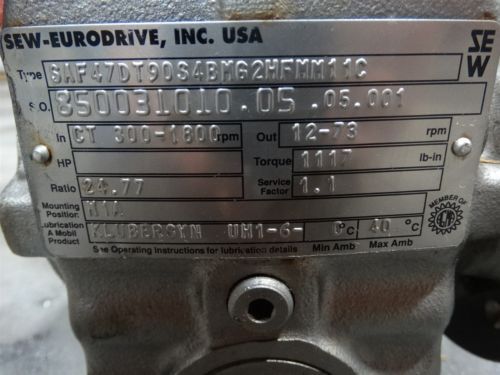 SEW-EURODRIVE, INC. USA
SEW
Type SAF47DT90S4BMG2HFMM11C
S.O. 850031010.05 .05.001
In CT 300-1800 rpm Out 12-73 rpm
HP Torque 1117 lb-in
Ratio 24.77 Service Factor 1.1
Mounting Position: M1A
Lubrication A Mobil Product KLUBERSYN UH1-6- 0°C 40°C
See Operating Instructions for lubrication details Min Amb Max Amb
MEMBER OF